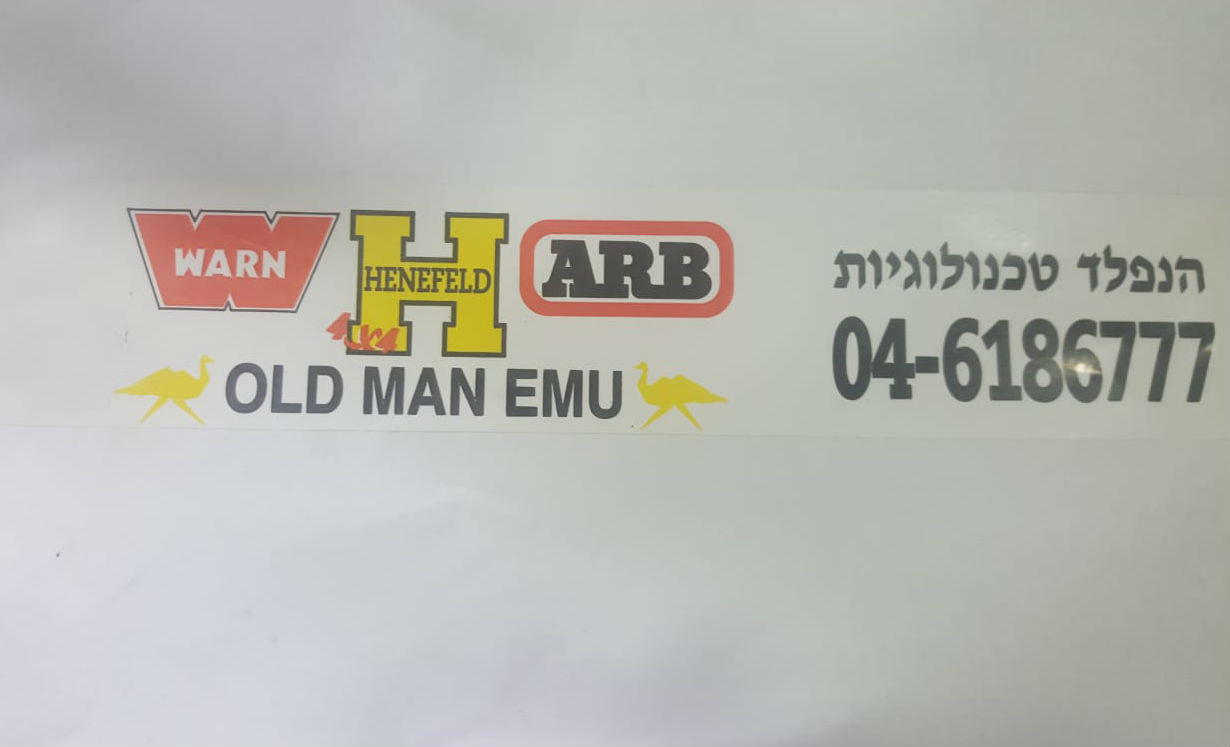 WARN
HENEFELD
4x4
ARB
OLD MAN EMU
הנפלד טכנולוגיות
04-6186777